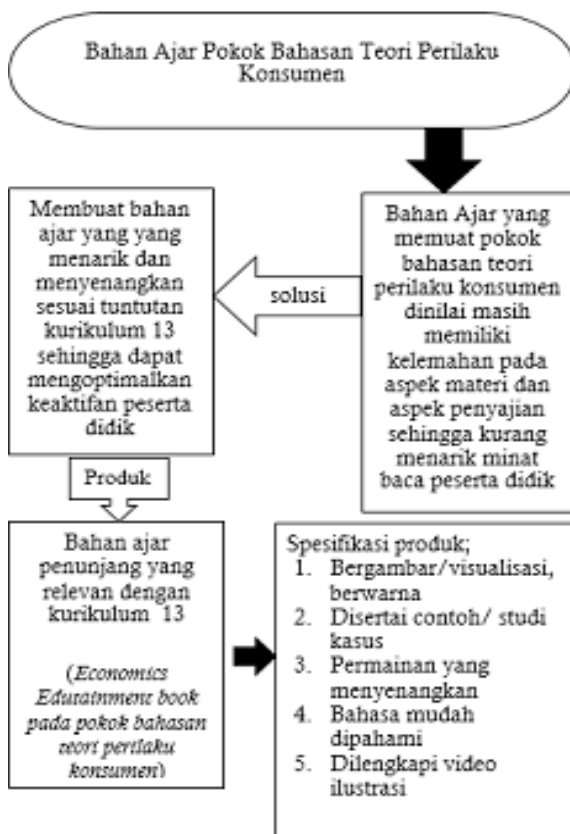 Bahan Ajar Pokok Bahasan Teori Perilaku
Konsumen
Bahan Ajar yang
memuat pokok
bahasan teori
perilaku konsumen
dinilai masih
memiliki
kelemahan pada
aspek materi dan
aspek penyajian
sehingga kurang
menarik minat
baca peserta didik
solusi
Membuat bahan
ajar yang yang
menarik dan
menyenangkan
sesuai tuntutan
kurikulum 13
sehingga dapat
mengoptimalkan
keaktifan peserta
didik
Produk
Bahan ajar
penunjang yang
relevan dengan
kurikulum 13
(Economics
Edutainment book
pada pokok bahasan
teori perilaku
konsumen)
Spesifikasi produk;
1. Bergambar/visualisasi,
berwarna
2. Disertai contoh/ studi
kasus
3. Permainan yang
menyenangkan
4. Bahasa mudah
dipahami
5. Dilengkapi video
ilustrasi